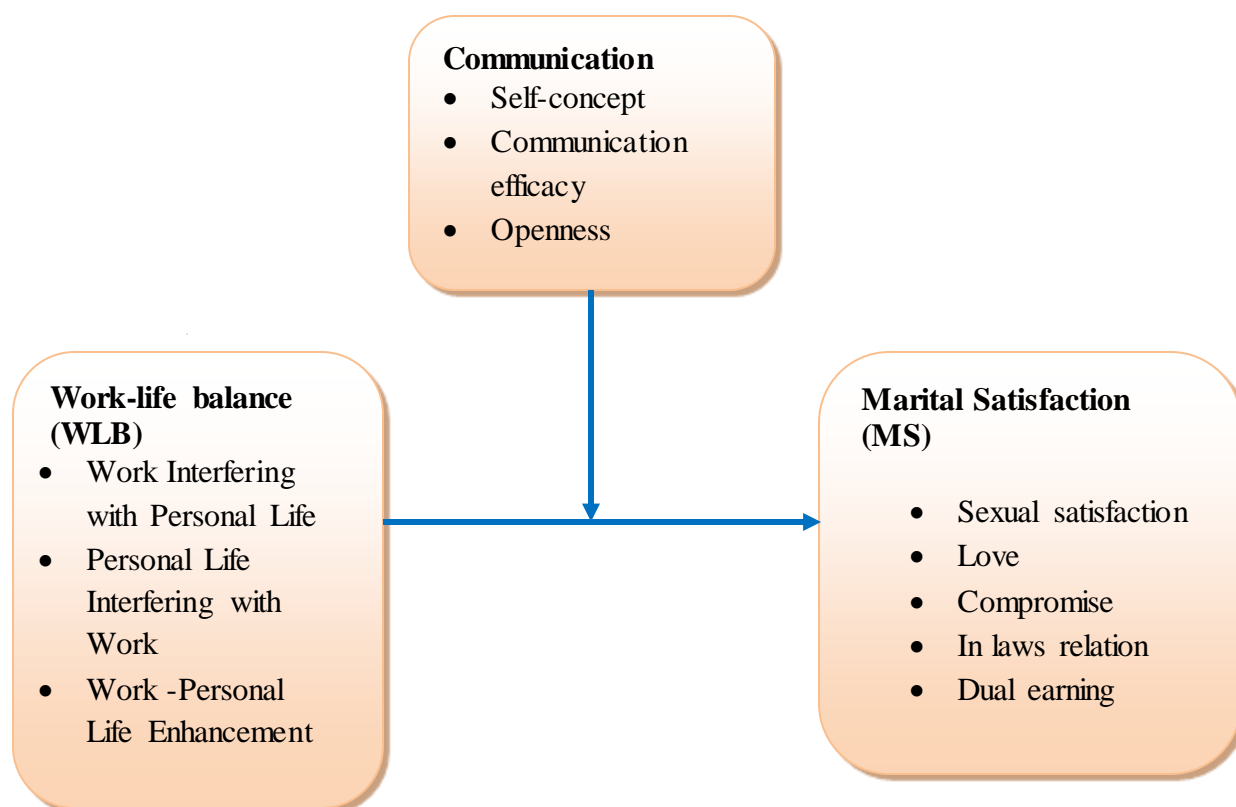 Communication
• Self-concept
• Communication
efficacy
• Openness
Work-life balance
(WLB)
• Work Interfering
with Personal Life
• Personal Life
Interfering with
Work
• Work -Personal
Life Enhancement
Marital Satisfaction
(MS)
• Sexual satisfaction
• Love
• Compromise
• In laws relation
• Dual earning